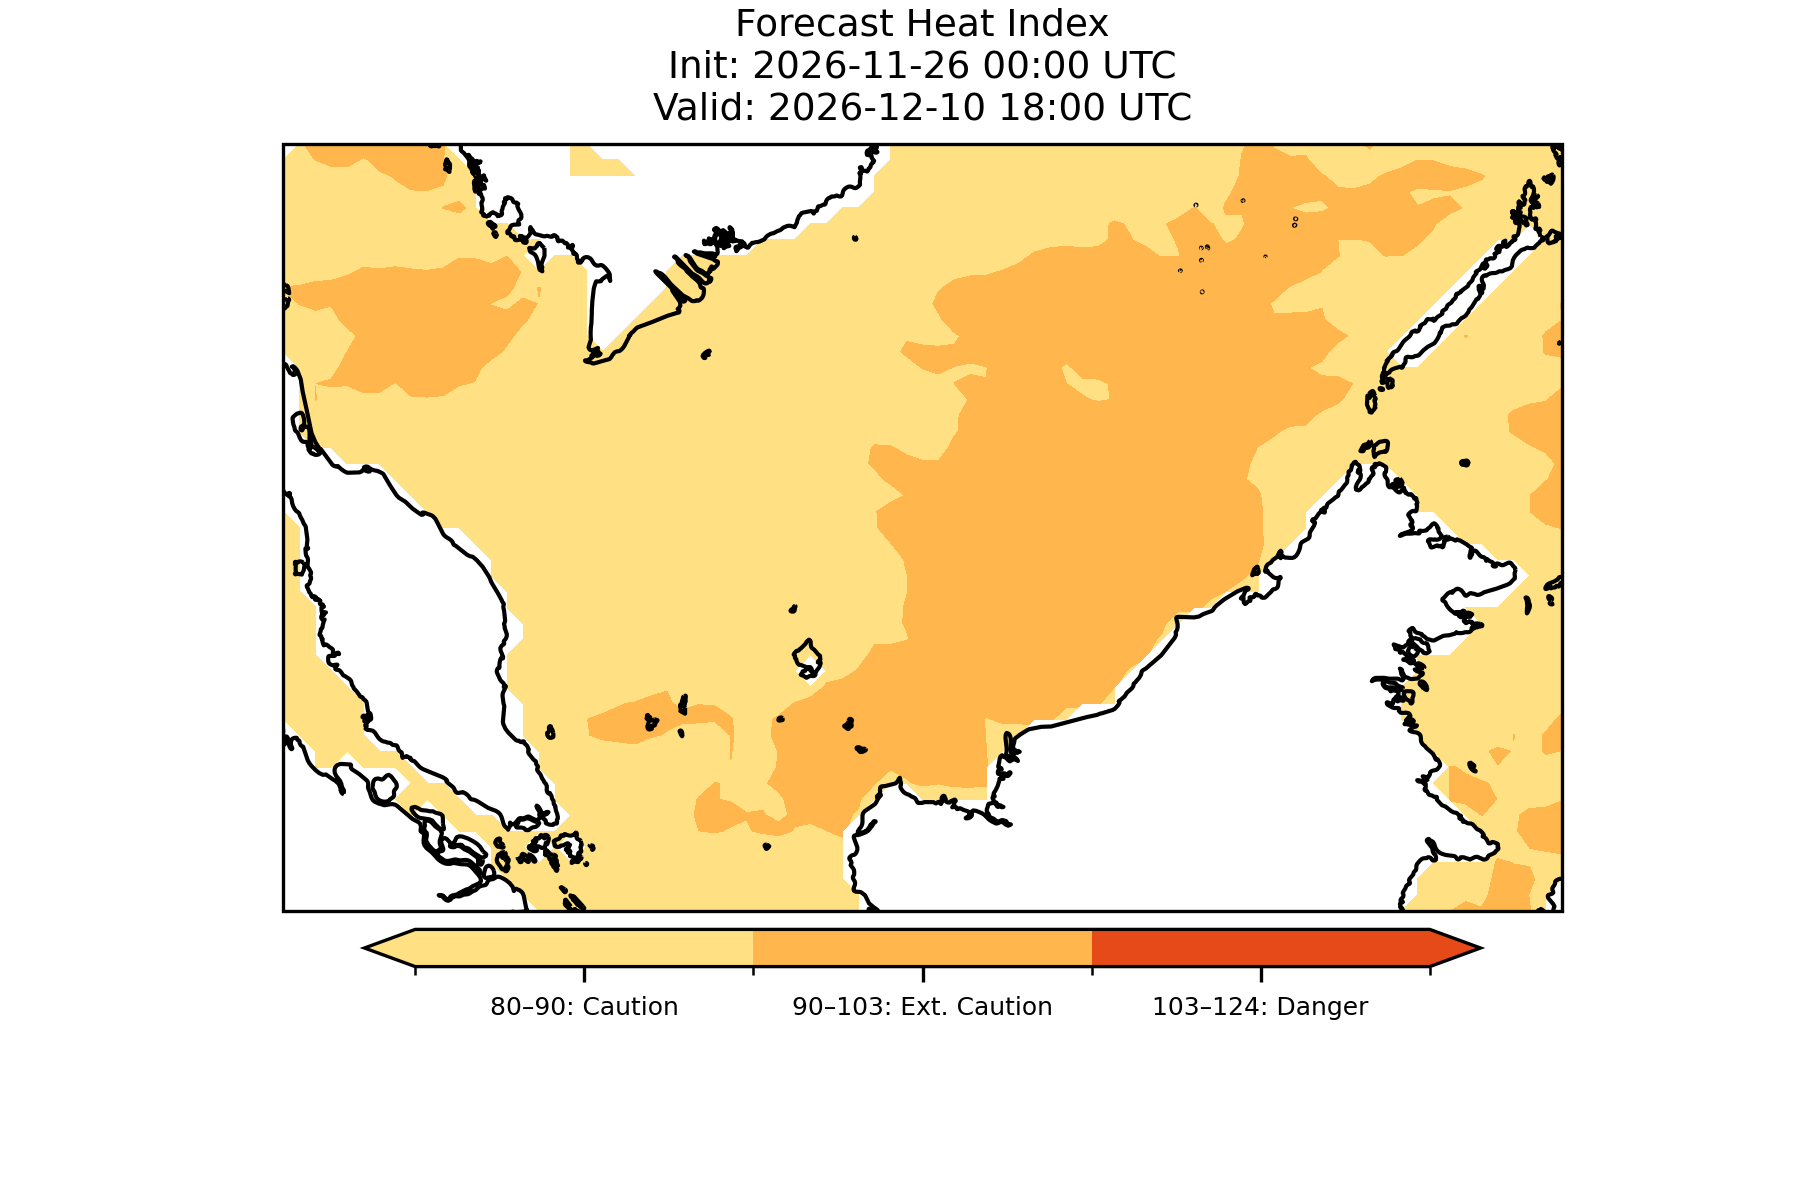 Forecast Heat Index
Init: 2026-11-26 00:00 UTC
Valid: 2026-12-10 18:00 UTC
80–90: Caution
90–103: Ext. Caution
103–124: Danger